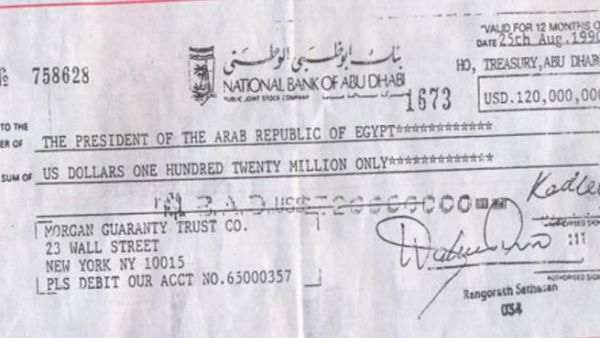 "VALID FOR 12 MONTHS O
DATE 25th Aug. 1990
№ 758628
بنك أبوظبي الوطني
NATIONAL BANK OF ABU DHABI
PUBLIC JOINT STOCK COMPANY
HO, TREASURY, ABU DHABI
1673
USD.120,000,000
TO THE
ER OF THE PRESIDENT OF THE ARAB REPUBLIC OF EGYPT************
SUM OF US DOLLARS ONE HUNDRED TWENTY MILLION ONLY*************
MORGAN GUARANTY TRUST CO.
23 WALL STREET
NEW YORK NY 10015
PLS DEBIT OUR ACCT NO.65000357
AUTHORISED SIGN
Rangorath
034